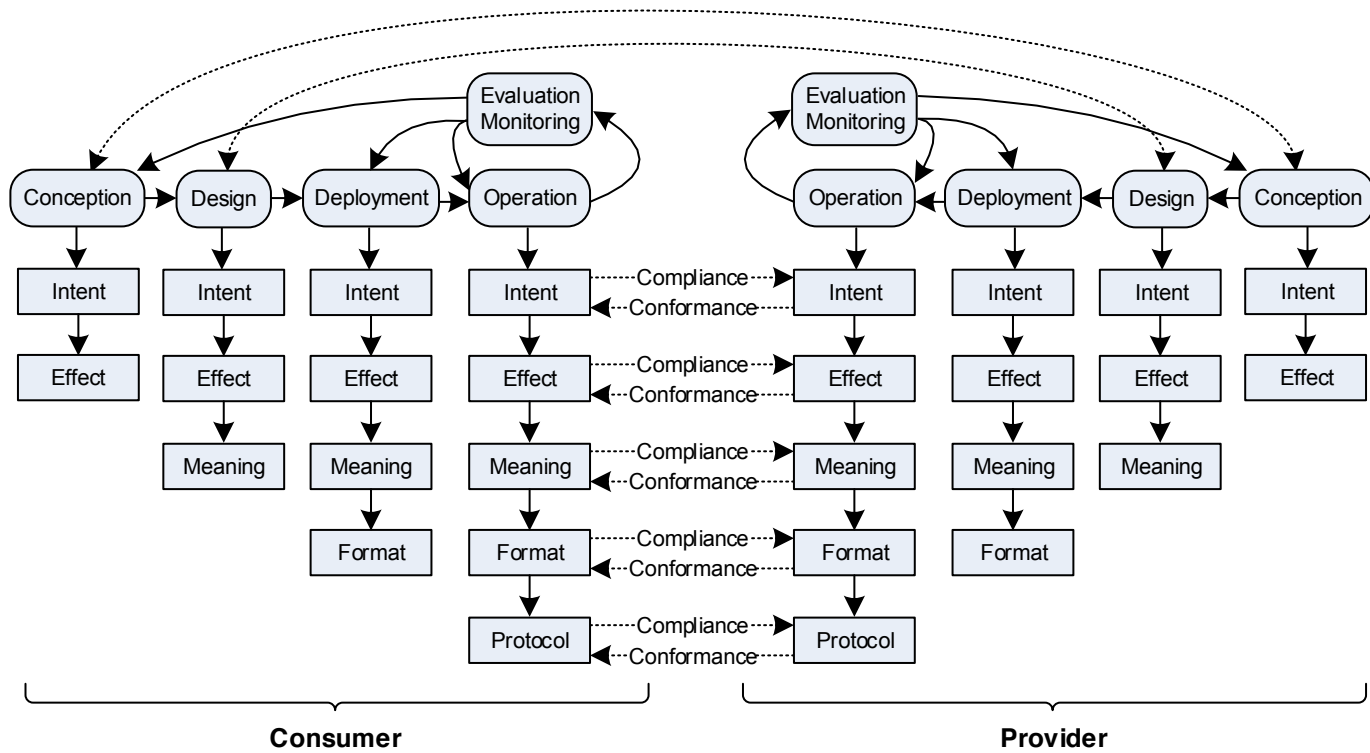 Evaluation
Monitoring
Evaluation
Monitoring
Conception
Design
Deployment
Operation
Operation
Deployment
Design
Conception
Intent
Intent
Intent
Intent
Compliance
Conformance
Intent
Intent
Intent
Intent
Effect
Effect
Effect
Effect
Compliance
Conformance
Effect
Effect
Effect
Effect
Meaning
Meaning
Meaning
Compliance
Conformance
Meaning
Meaning
Meaning
Format
Format
Compliance
Conformance
Format
Format
Protocol
Compliance
Conformance
Protocol
Consumer
Provider